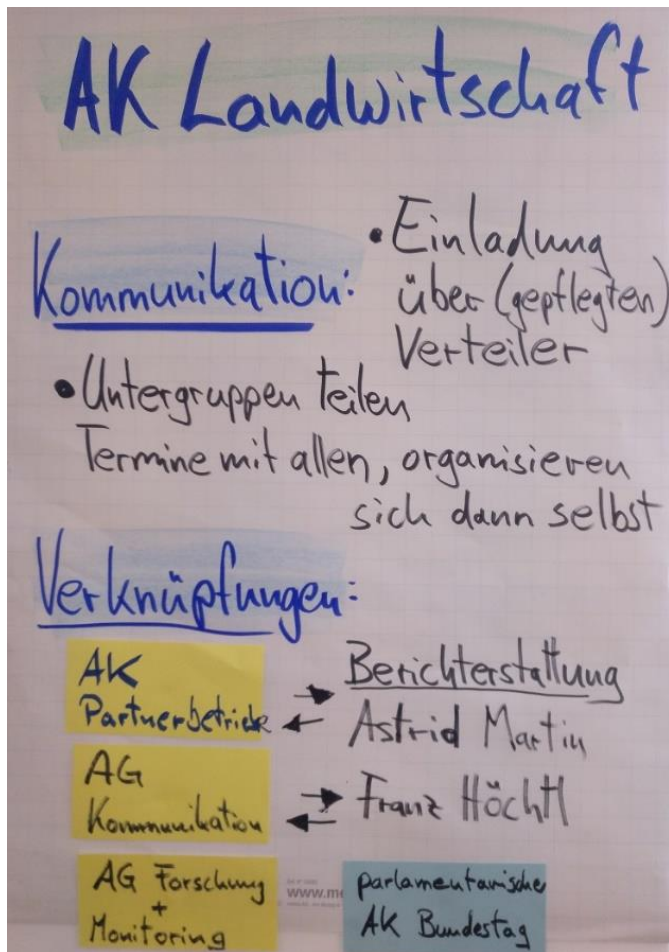 AK Landwirtschaft
Kommunikation:
• Einladung
über (gepflegten)
Verteiler
• Untergruppen teilen
Termine mit allen, organisieren
sich dann selbst
Verknüpfungen:
AK
Partnerbetriebe
Berichterstattung
Astrid Martin
AG
Kommunikation
Franz Höchtl
AG Forschung
+
Monitoring
parlamentarischer
AK Bundestag